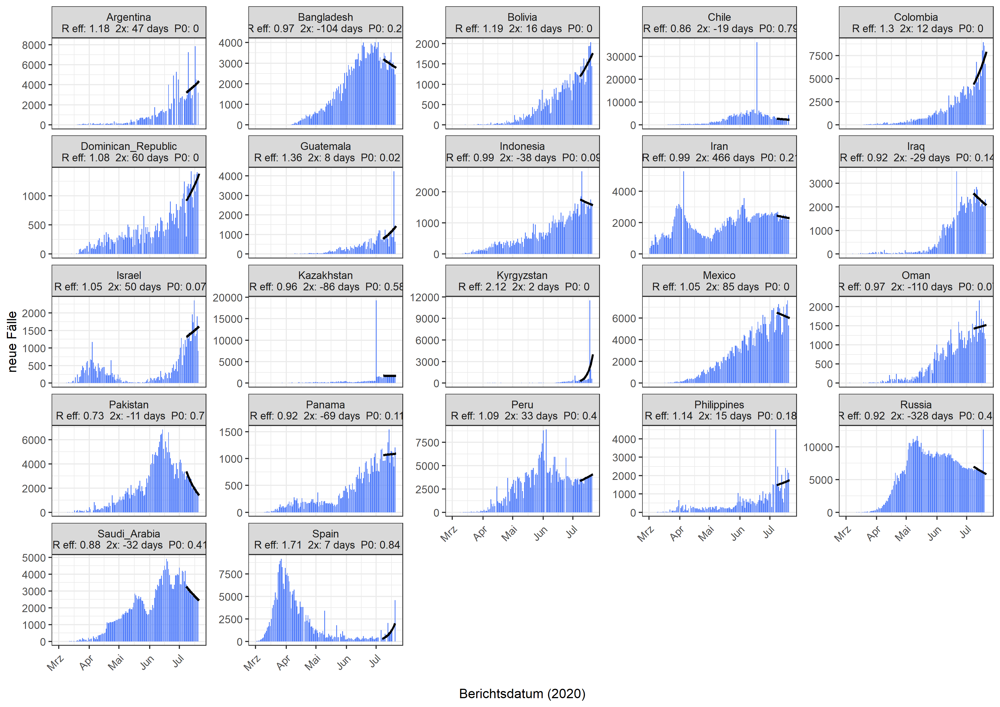 Argentina
R eff: 1.18 2x: 47 days P0: 0
Bangladesh
R eff: 0.97 2x: -104 days P0: 0.2
Bolivia
R eff: 1.19 2x: 16 days P0: 0
Chile
R eff: 0.86 2x: -19 days P0: 0.79
Colombia
R eff: 1.3 2x: 12 days P0: 0
8000
6000
4000
2000
0
4000
3000
2000
1000
0
2000
1500
1000
500
0
30000
20000
10000
0
7500
5000
2500
0
Dominican_Republic
R eff: 1.08 2x: 60 days P0: 0
Guatemala
R eff: 1.36 2x: 8 days P0: 0.02
Indonesia
R eff: 0.99 2x: -38 days P0: 0.09
Iran
R eff: 0.99 2x: 466 days P0: 0.21
Iraq
R eff: 0.92 2x: -29 days P0: 0.14
1000
500
0
4000
3000
2000
1000
0
2000
1000
0
4000
2000
0
3000
2000
1000
0
Israel
R eff: 1.05 2x: 50 days P0: 0.07
Kazakhstan
R eff: 0.96 2x: -86 days P0: 0.58
Kyrgyzstan
R eff: 2.12 2x: 2 days P0: 0
Mexico
R eff: 1.05 2x: 85 days P0: 0
Oman
R eff: 0.97 2x: -110 days P0: 0.07
2000
1500
1000
500
0
20000
15000
10000
5000
0
12000
9000
6000
3000
0
6000
4000
2000
0
2000
1500
1000
500
0
neue Fälle
Pakistan
R eff: 0.73 2x: -11 days P0: 0.7
Panama
R eff: 0.92 2x: -69 days P0: 0.11
Peru
R eff: 1.09 2x: 33 days P0: 0.4
Philippines
R eff: 1.14 2x: 15 days P0: 0.18
Russia
R eff: 0.92 2x: -328 days P0: 0.4
6000
4000
2000
0
1500
1000
500
0
7500
5000
2500
0
4000
3000
2000
1000
0
10000
5000
0
Mrz Apr Mai Jun Jul
Mrz Apr Mai Jun Jul
Mrz Apr Mai Jun Jul
Saudi_Arabia
R eff: 0.88 2x: -32 days P0: 0.41
Spain
R eff: 1.71 2x: 7 days P0: 0.84
5000
4000
3000
2000
1000
0
7500
5000
2500
0
Mrz Apr Mai Jun Jul
Mrz Apr Mai Jun Jul
Berichtsdatum (2020)